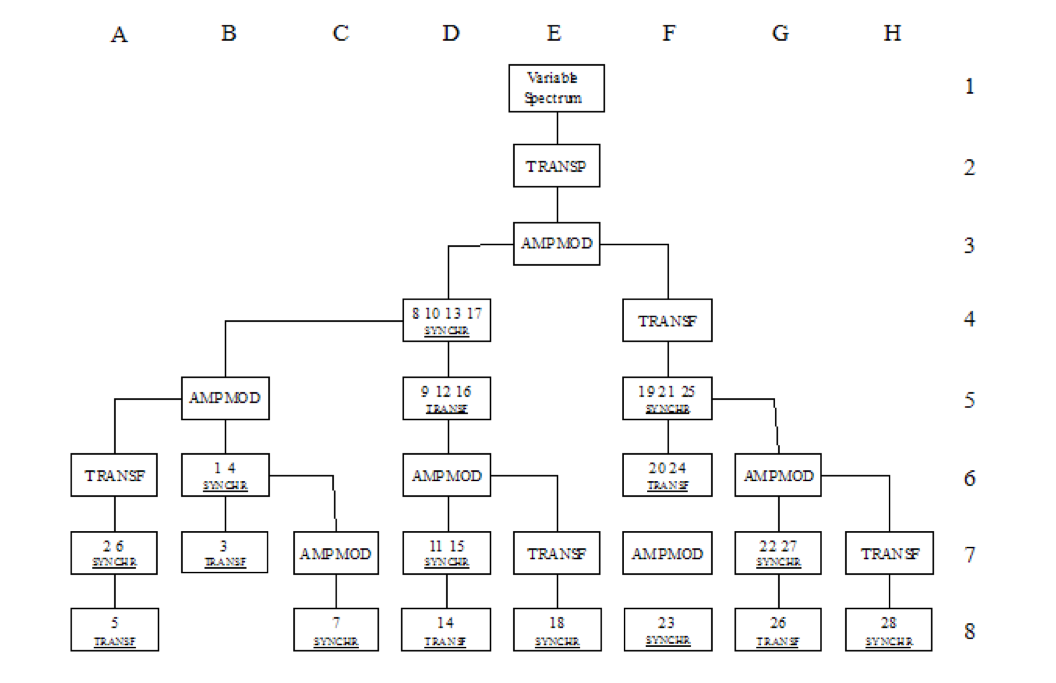 A B C D E F G H
Variable
Spectrum
1
TRANSP
2
AMPMOD
3
8 10 13 17
SYNCHR
TRANSF
4
AMPMOD
9 12 16
TRANSF
19 21 25
SYNCHR
5
TRANSF
1 4
SYNCHR
AMPMOD
20 24
TRANSF
AMPMOD
6
2 6
SYNCHR
3
TRANSF
AMPMOD
11 15
SYNCHR
TRANSF
AMPMOD
22 27
SYNCHR
TRANSF
7
5
TRANSF
7
SYNCHR
14
TRANSF
18
SYNCHR
23
SYNCHR
26
TRANSF
28
SYNCHR
8